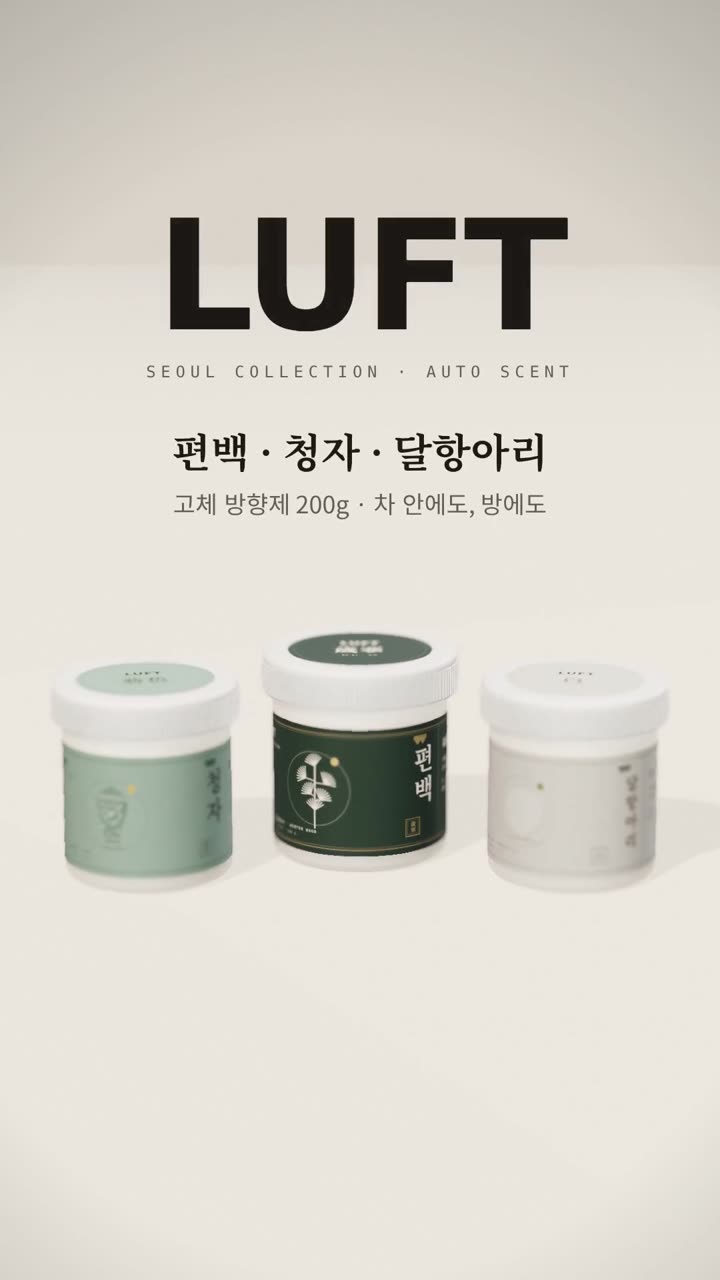 LUFT
SEOUL COLLECTION · AUTO SCENT
편백 · 청자 · 달항아리
고체 방향제 200g · 차 안에도, 방에도
LUFT
LUFT
LUFT
청자
편백
달항아리